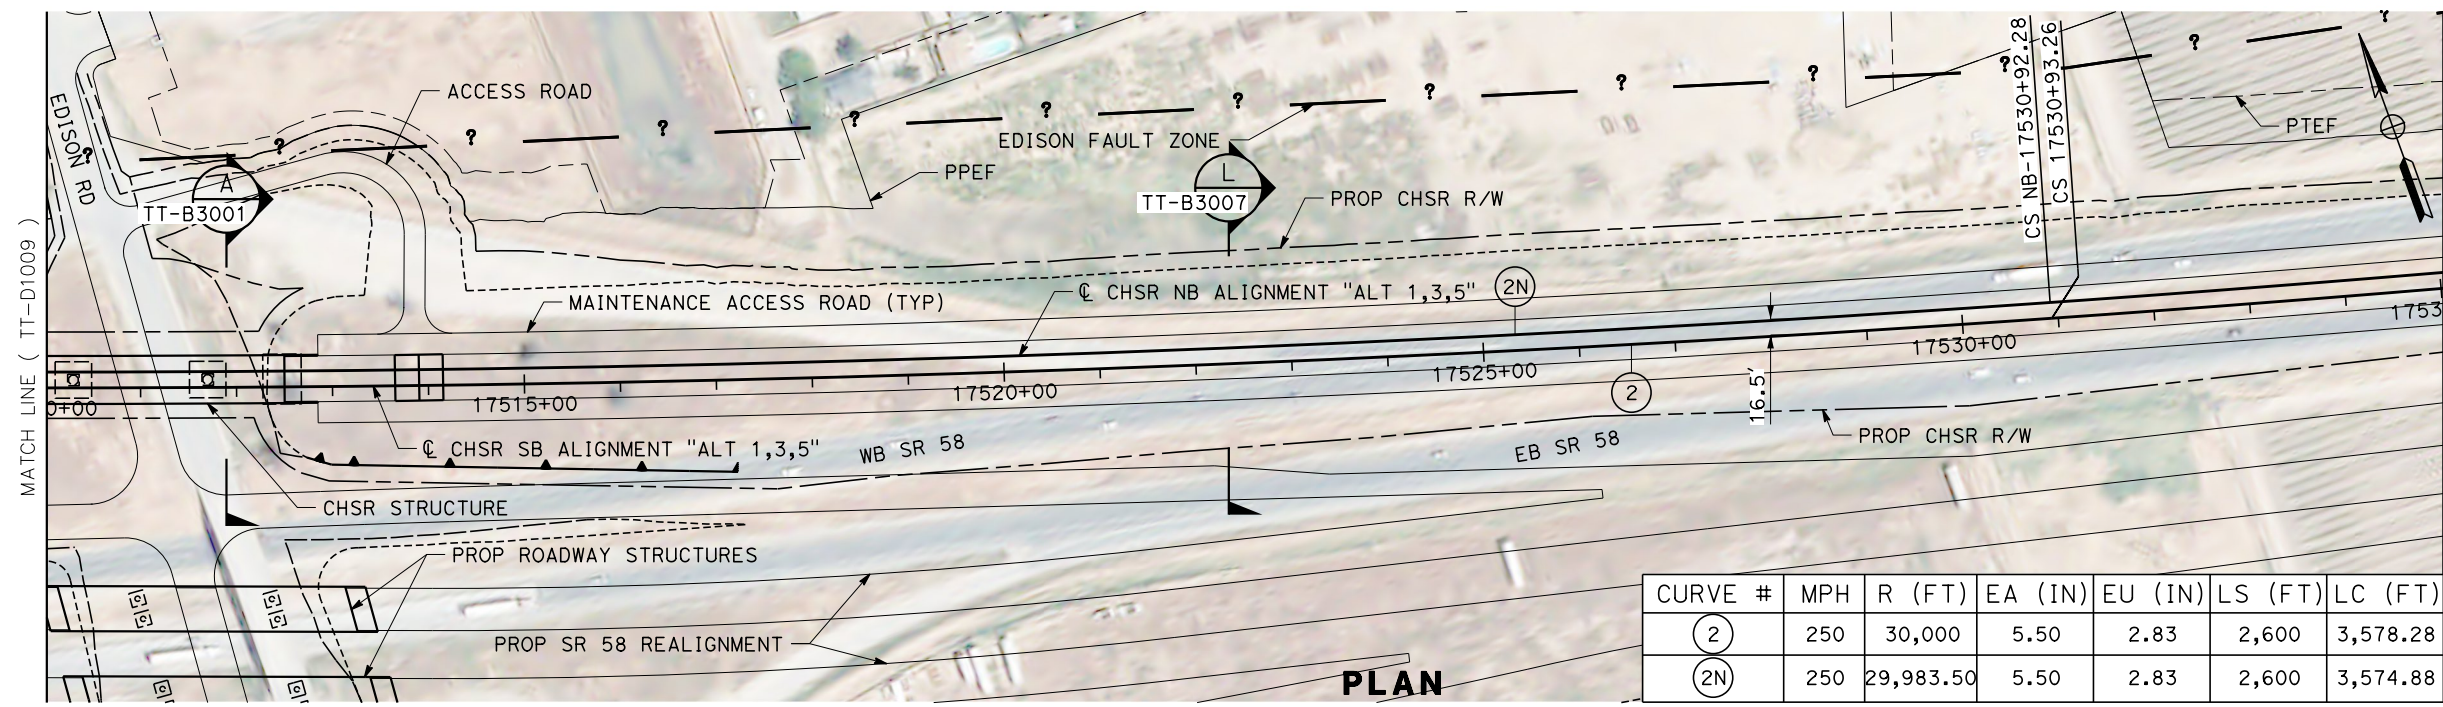 MATCH LINE ( TT-D1009 )
EDISON RD
ACCESS ROAD
? ? ? ? ? ? ? ? ? ? ? ? ?
A
TT-B3001
PPEF
EDISON FAULT ZONE
L
TT-B3007
PROP CHSR R/W
CS NB-17530+92.28
CS 17530+93.26
PTEF
MAINTENANCE ACCESS ROAD (TYP)
℄ CHSR NB ALIGNMENT "ALT 1,3,5"
2N
0+00
17515+00
17520+00
17525+00
17530+00
1753
2
16.5'
℄ CHSR SB ALIGNMENT "ALT 1,3,5"
WB SR 58
EB SR 58
PROP CHSR R/W
CHSR STRUCTURE
PROP ROADWAY STRUCTURES
PROP SR 58 REALIGNMENT
PLAN
CURVE # MPH R (FT) EA (IN) EU (IN) LS (FT) LC (FT)
2 250 30,000 5.50 2.83 2,600 3,578.28
2N 250 29,983.50 5.50 2.83 2,600 3,574.88